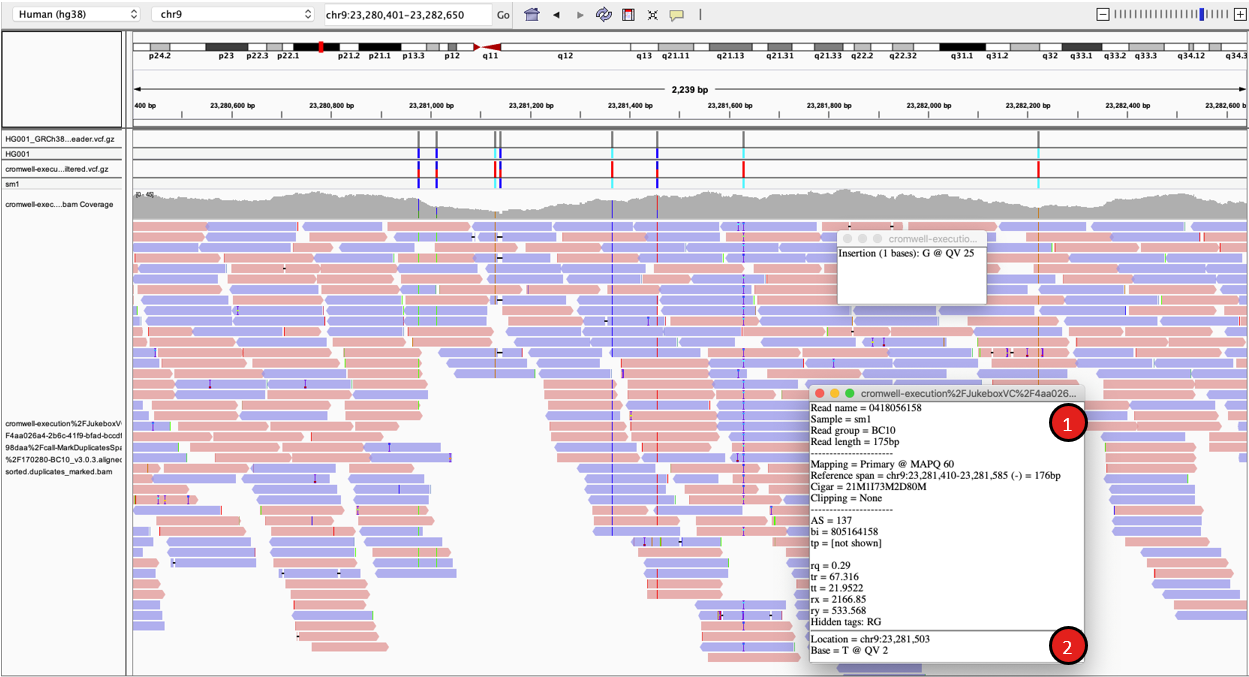 Human (hg38) chr9 chr9:23,280,401-23,282,650 Go
p24.2 p23 p22.3 p22.1 p21.2 p21.1 p13.3 p12 q11 q12 q13 q21.11 q21.13 q21.31 q21.33 q22.2 q22.32 q31.1 q31.2 q32 q33.1 q33.2 q33.3 q34.12 q34.3
2,239 bp
400 bp 23,280,600 bp 23,280,800 bp 23,281,000 bp 23,281,200 bp 23,281,400 bp 23,281,600 bp 23,281,800 bp 23,282,000 bp 23,282,200 bp 23,282,400 bp 23,282,600 b
HG001_GRCh38...eader.vcf.gz
HG001
cromwell-execu...iltered.vcf.gz
sm1
[0 - 45]
cromwell-exec....bam Coverage
cromwell-executio...
Insertion (1 bases): G @ QV 25
cromwell-execution%2FJukeboxVC%2F4aa026...
Read name = 0418056158
1
Sample = sm1
Read group = BC10
Read length = 175bp
----------------------
Mapping = Primary @ MAPQ 60
Reference span = chr9:23,281,410-23,281,585 (-) = 176bp
Cigar = 21M1I73M2D80M
Clipping = None
----------------------
AS = 137
bi = 805164158
tp = [not shown]
rq = 0.29
tr = 67.316
tt = 21.9522
rx = 2166.85
ry = 533.568
Hidden tags: RG
Location = chr9:23,281,503
Base = T @ QV 2
2
cromwell-execution%2FJukeboxV
F4aa026a4-2b6c-41f9-bfad-bccdf
98daa%2Fcall-MarkDuplicatesSpa
%2F170280-BC10_v3.0.3.aligned
sorted.duplicates_marked.bam